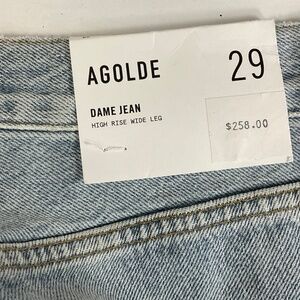 AGOLDE 29
DAME JEAN
HIGH RISE WIDE LEG
$258.00